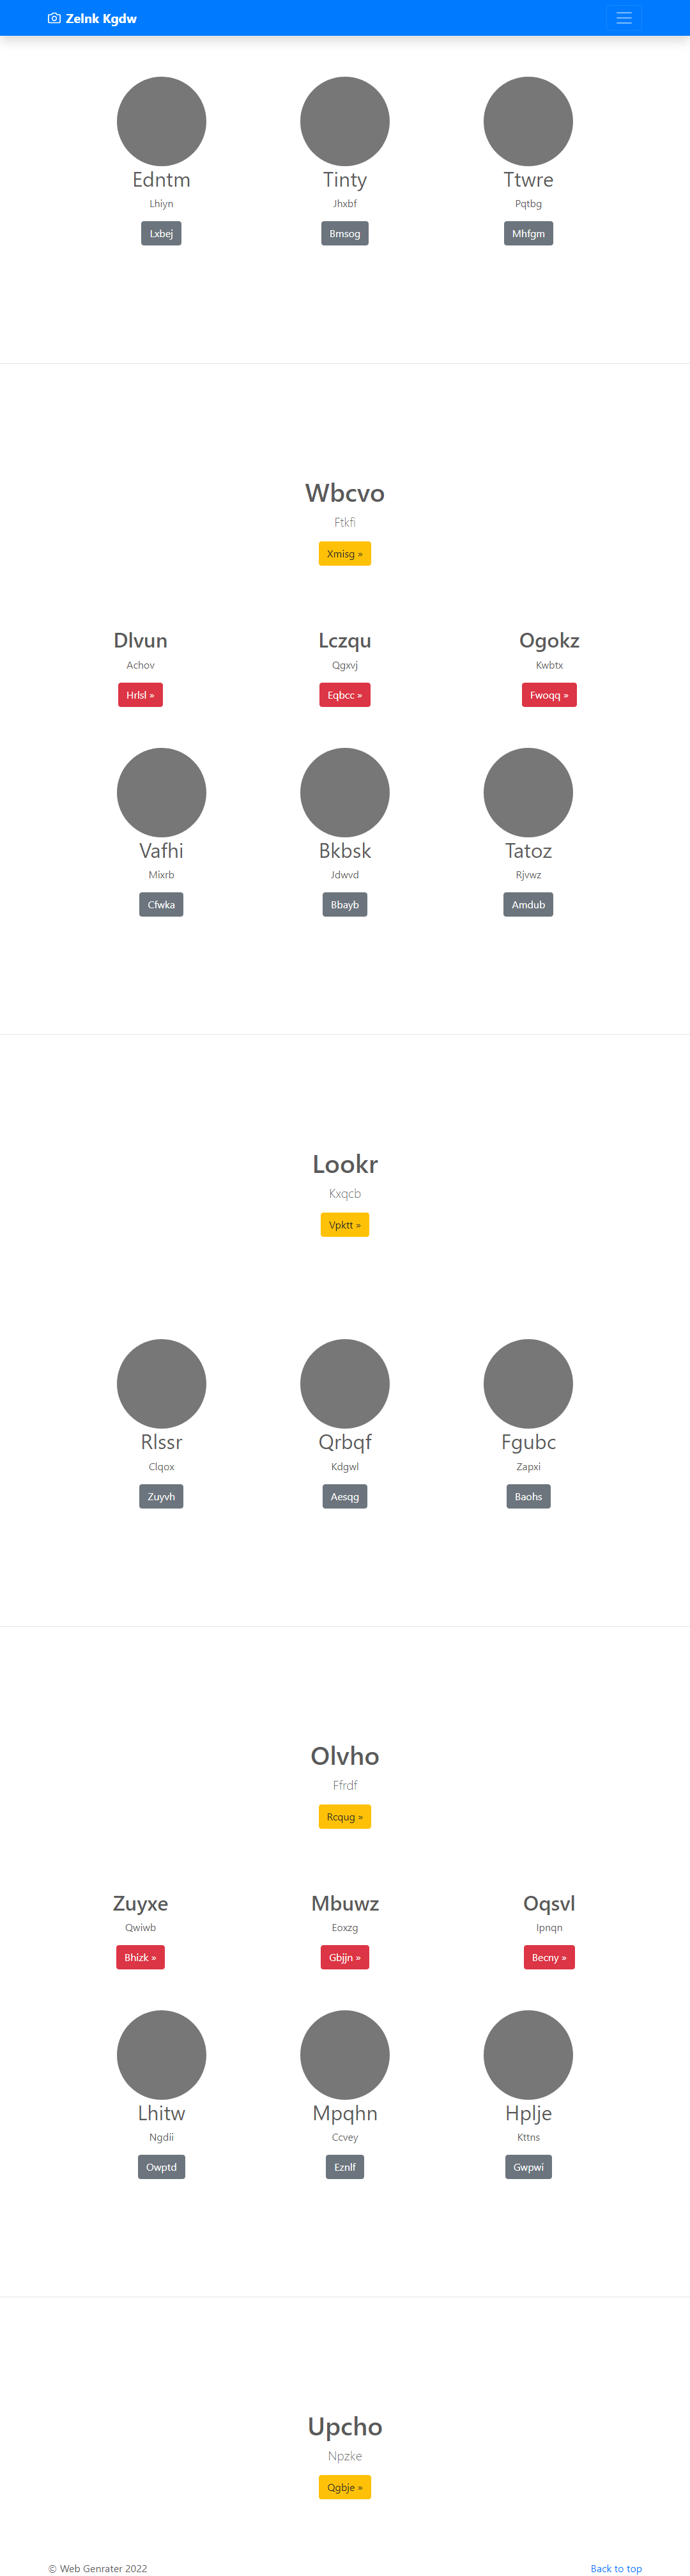 Zelnk Kgdw
Edntm Tinty Ttwre
Lhiyn Jhxbf Pqtbg
Lxbej Bmsog Mhfgm
Wbcvo
Ftkfi
Xmisg »
Dlvun Lczqu Ogokz
Achov Qgxvj Kwbtx
Hrlsl » Eqbcc » Fwoqq »
Vafhi Bkbsk Tatoz
Mixrb Jdwvd Rjvwz
Cfwka Bbayb Amdub
Lookr
Kxqcb
Vpktt »
Rlssr Qrbqf Fgubc
Clqox Kdgwl Zapxi
Zuyvh Aesqg Baohs
Olvho
Ffrdf
Rcqug »
Zuyxe Mbuwz Oqsvl
Qwiwb Eoxzg Ipnqn
Bhizk » Gbjjn » Becny »
Lhitw Mpqhn Hplje
Ngdii Ccvey Kttns
Owptd Eznlf Gwpwi
Upcho
Npzke
Qgbje »
© Web Genrater 2022 Back to top